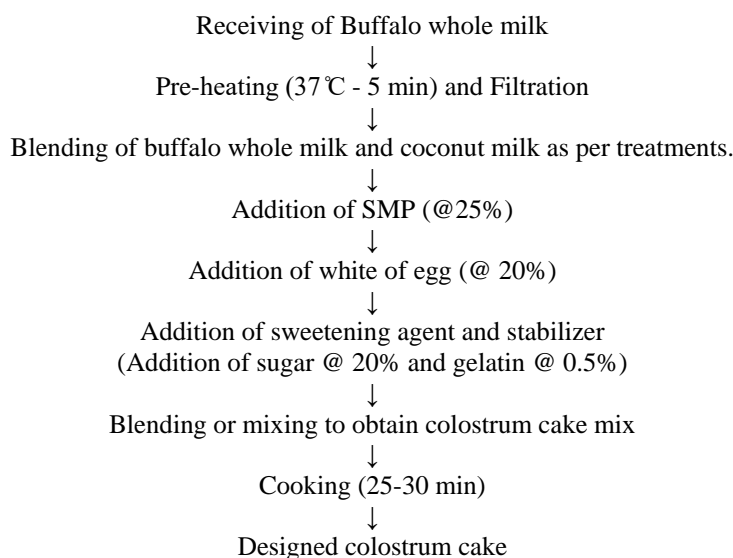 Receiving of Buffalo whole milk
↓
Pre-heating (37℃ - 5 min) and Filtration
↓
Blending of buffalo whole milk and coconut milk as per treatments.
↓
Addition of SMP (@25%)
↓
Addition of white of egg (@ 20%)
↓
Addition of sweetening agent and stabilizer
(Addition of sugar @ 20% and gelatin @ 0.5%)
↓
Blending or mixing to obtain colostrum cake mix
↓
Cooking (25-30 min)
↓
Designed colostrum cake